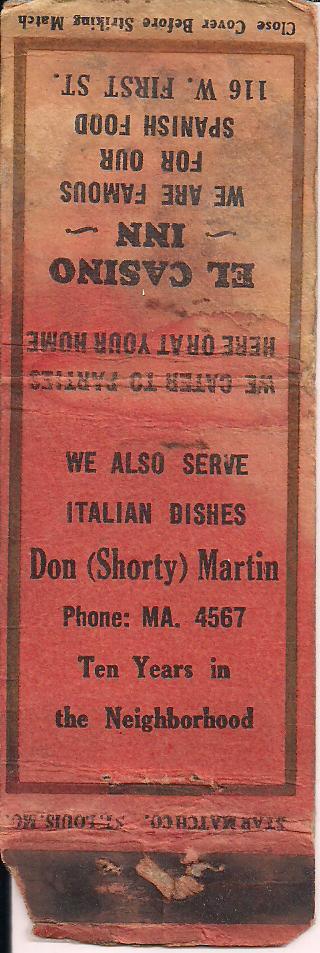 Close Cover Before Striking Match
EL CASINO
~ INN ~
WE ARE FAMOUS
FOR OUR
SPANISH FOOD
116 W. FIRST ST.
WE CATER TO PARTIES
HERE OR AT YOUR HOME
WE ALSO SERVE
ITALIAN DISHES
Don (Shorty) Martin
Phone: MA. 4567
Ten Years in
the Neighborhood
STAR MATCH CO. ST. LOUIS, MO.